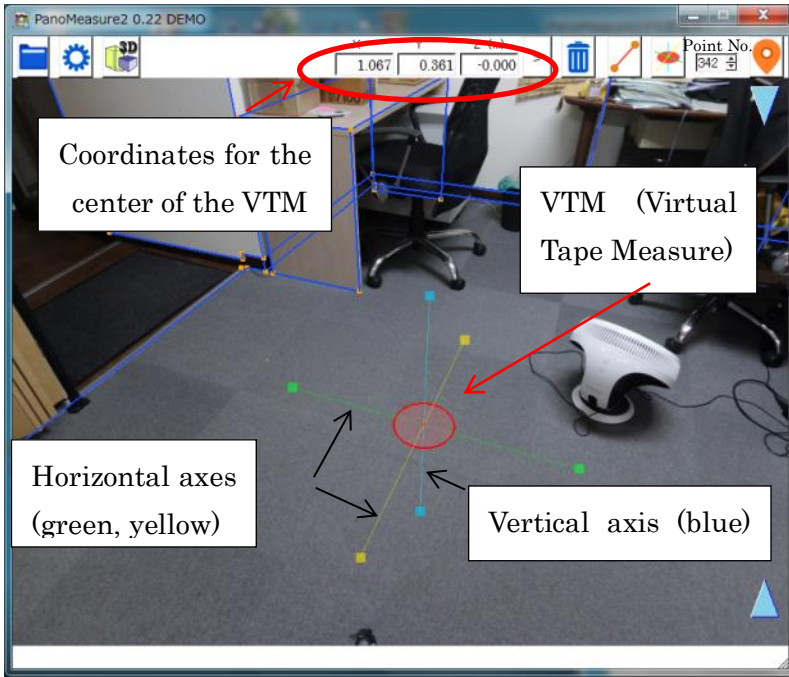 PanoMeasure2 0.22 DEMO
X Y Z (m)
1.067 0.361 -0.000
Point No.
342
Coordinates for the
center of the VTM
VTM (Virtual
Tape Measure)
Horizontal axes
(green, yellow)
Vertical axis (blue)
3D